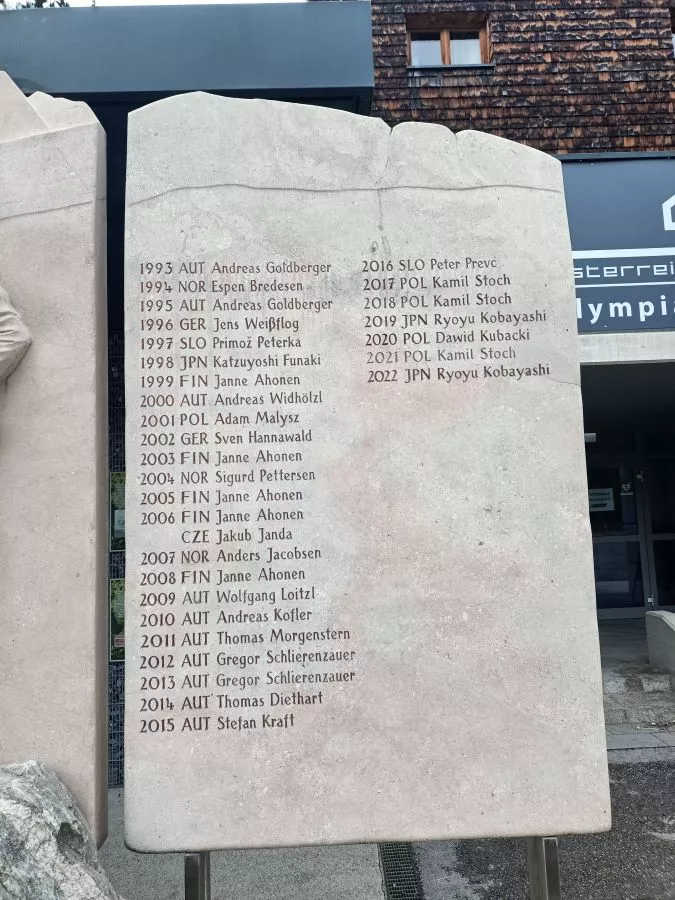 1993 AUT Andreas Goldberger
1994 NOR Espen Bredesen
1995 AUT Andreas Goldberger
1996 GER Jens Weißflog
1997 SLO Primož Peterka
1998 JPN Katzuyoshi Funaki
1999 FIN Janne Ahonen
2000 AUT Andreas Widhölzl
2001 POL Adam Malysz
2002 GER Sven Hannawald
2003 FIN Janne Ahonen
2004 NOR Sigurd Pettersen
2005 FIN Janne Ahonen
2006 FIN Janne Ahonen
CZE Jakub Janda
2007 NOR Anders Jacobsen
2008 FIN Janne Ahonen
2009 AUT Wolfgang Loitzl
2010 AUT Andreas Kofler
2011 AUT Thomas Morgenstern
2012 AUT Gregor Schlierenzauer
2013 AUT Gregor Schlierenzauer
2014 AUT Thomas Diethart
2015 AUT Stefan Kraft
2016 SLO Peter Prevc
2017 POL Kamil Stoch
2018 POL Kamil Stoch
2019 JPN Ryoyu Kobayashi
2020 POL Dawid Kubacki
2021 POL Kamil Stoch
2022 JPN Ryoyu Kobayashi
sterrei
lympia